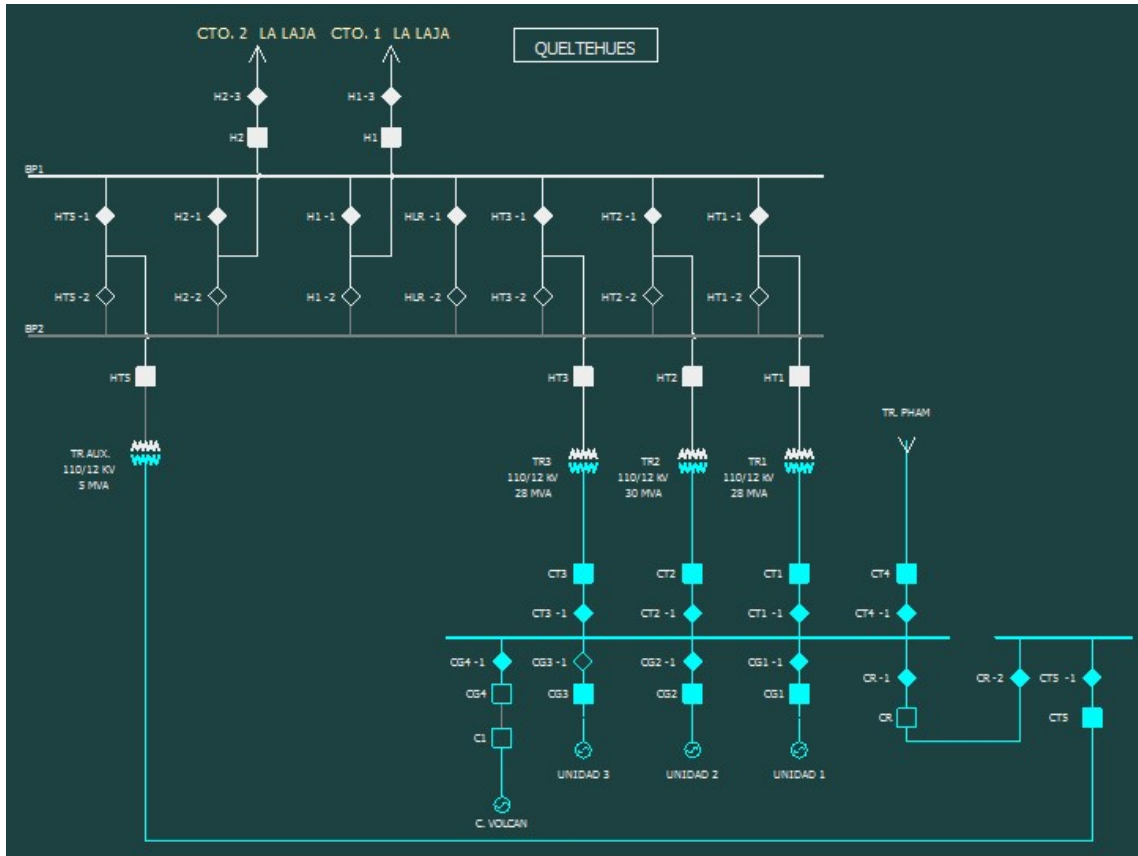 CTO. 2 LA LAJA
CTO. 1 LA LAJA
QUELTEHUES
H2-3
H1-3
H2
H1
BP1
HT5 -1
H2 -1
H1 -1
HLR -1
HT3 -1
HT2 -1
HT1 -1
HT5 -2
H2 -2
H1 -2
HLR -2
HT3 -2
HT2 -2
HT1 -2
BP2
HT5
HT3
HT2
HT1
TR. PHAM
TR.AUX.
110/12 KV
5 MVA
TR3
110/12 kV
28 MVA
TR2
110/12 kV
30 MVA
TR1
110/12 kV
28 MVA
CT3
CT2
CT1
CT4
CT3 -1
CT2 -1
CT1 -1
CT4 -1
CG4 -1
CG3 -1
CG2 -1
CG1 -1
CR -1
CR -2
CT5 -1
CG4
CG3
CG2
CG1
CR
CT5
C1
UNIDAD 3
UNIDAD 2
UNIDAD 1
C. VOLCAN